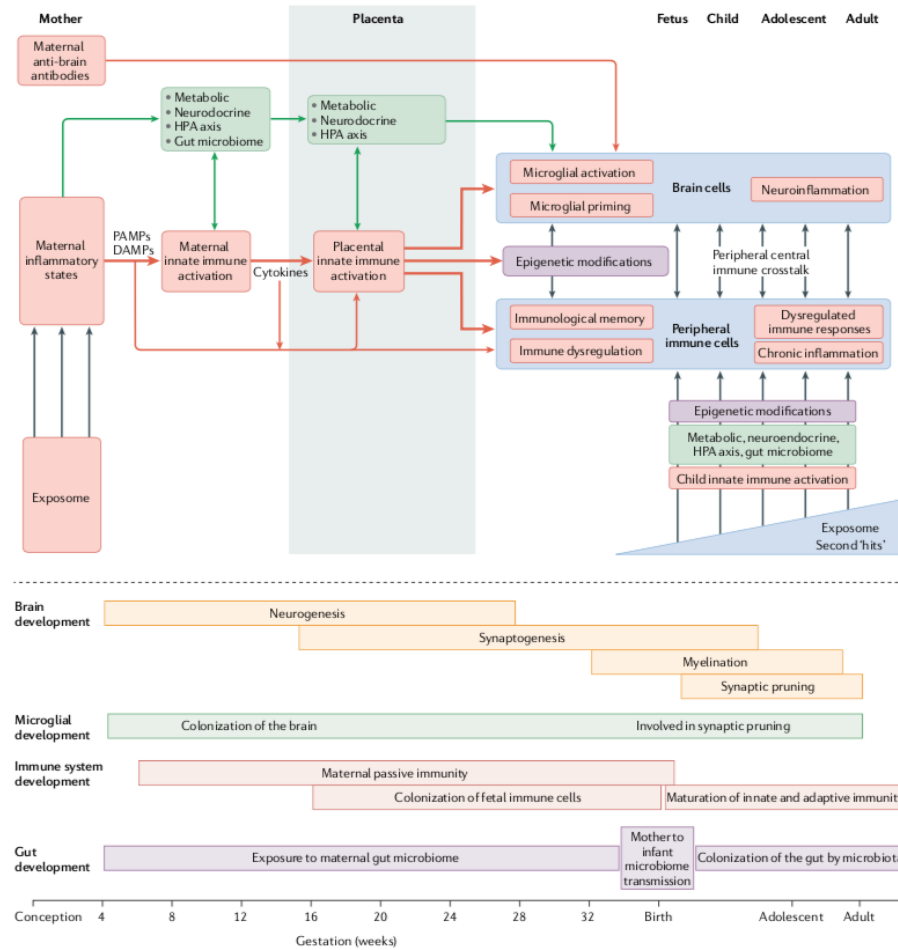 Mother
Placenta
Fetus
Child
Adolescent
Adult
Maternal
anti-brain
antibodies
• Metabolic
• Neurodocrine
• HPA axis
• Gut microbiome
• Metabolic
• Neurodocrine
• HPA axis
Microglial activation
Microglial priming
Brain cells
Neuroinflammation
Maternal
inflammatory
states
PAMPs
DAMPs
Maternal
innate immune
activation
Cytokines
Placental
innate immune
activation
Epigenetic modifications
Peripheral central
immune crosstalk
Immunological memory
Immune dysregulation
Peripheral
immune cells
Dysregulated
immune responses
Chronic inflammation
Epigenetic modifications
Metabolic, neuroendocrine,
HPA axis, gut microbiome
Child innate immune activation
Exposome
Exposome
Second ‘hits’
Brain
development
Neurogenesis
Synaptogenesis
Myelination
Synaptic pruning
Microglial
development
Colonization of the brain
Involved in synaptic pruning
Immune system
development
Maternal passive immunity
Colonization of fetal immune cells
Maturation of innate and adaptive immunity
Gut
development
Exposure to maternal gut microbiome
Mother to
infant
microbiome
transmission
Colonization of the gut by microbiota
Conception
4
8
12
16
20
24
28
32
Birth
Adolescent
Adult
Gestation (weeks)